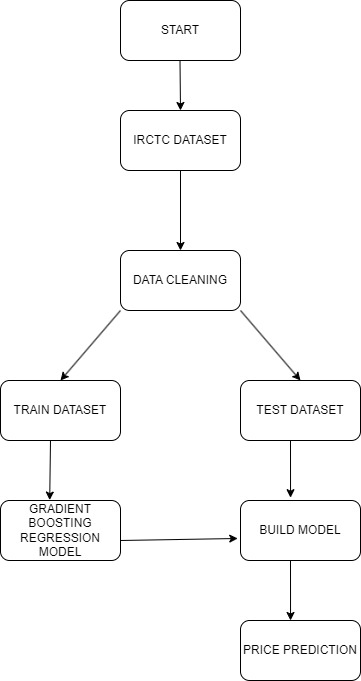 START
IRCTC DATASET
DATA CLEANING
TRAIN DATASET
TEST DATASET
GRADIENT
BOOSTING
REGRESSION
MODEL
BUILD MODEL
PRICE PREDICTION